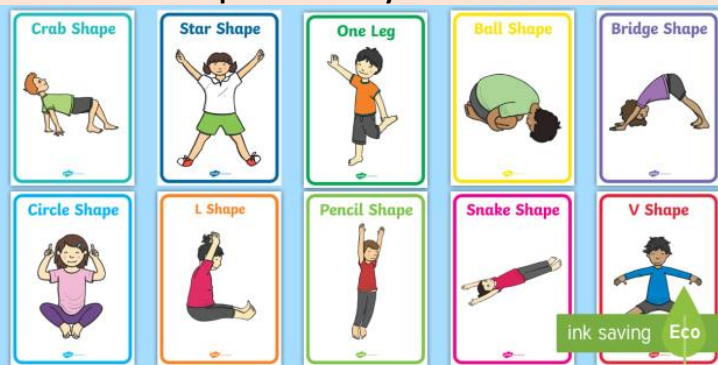 Crab Shape
Star Shape
One Leg
Ball Shape
Bridge Shape
Circle Shape
L Shape
Pencil Shape
Snake Shape
V Shape
ink saving Eco